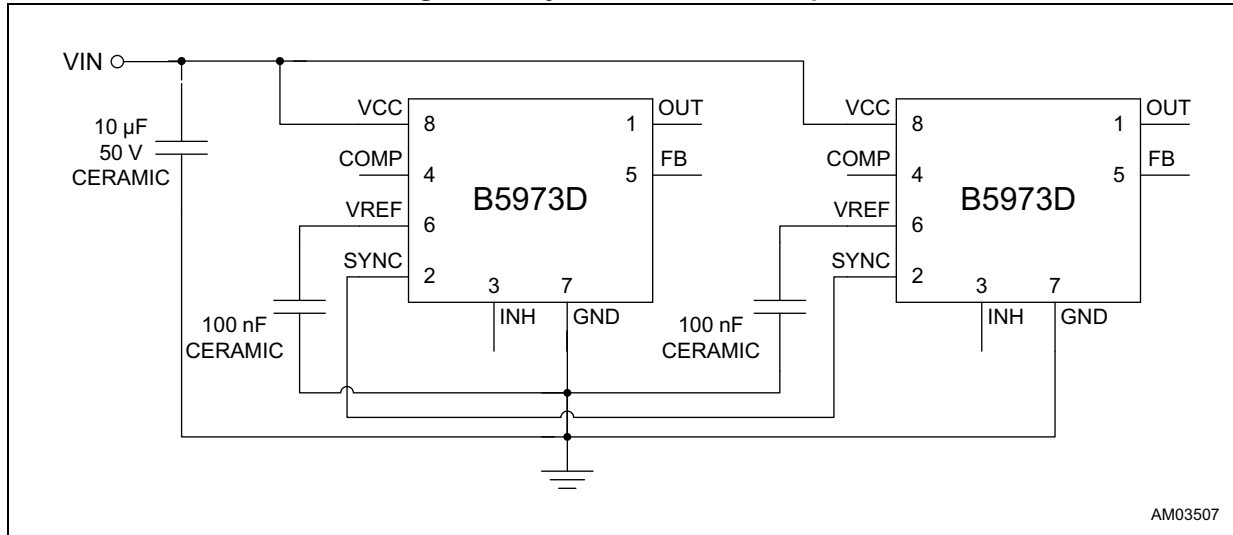 VIN
10 µF
50 V
CERAMIC
VCC
8
1
OUT
COMP
4
5
FB
B5973D
VREF
6
SYNC
2
3
7
INH
GND
100 nF
CERAMIC
VCC
8
1
OUT
COMP
4
5
FB
B5973D
VREF
6
SYNC
2
3
7
INH
GND
100 nF
CERAMIC
AM03507